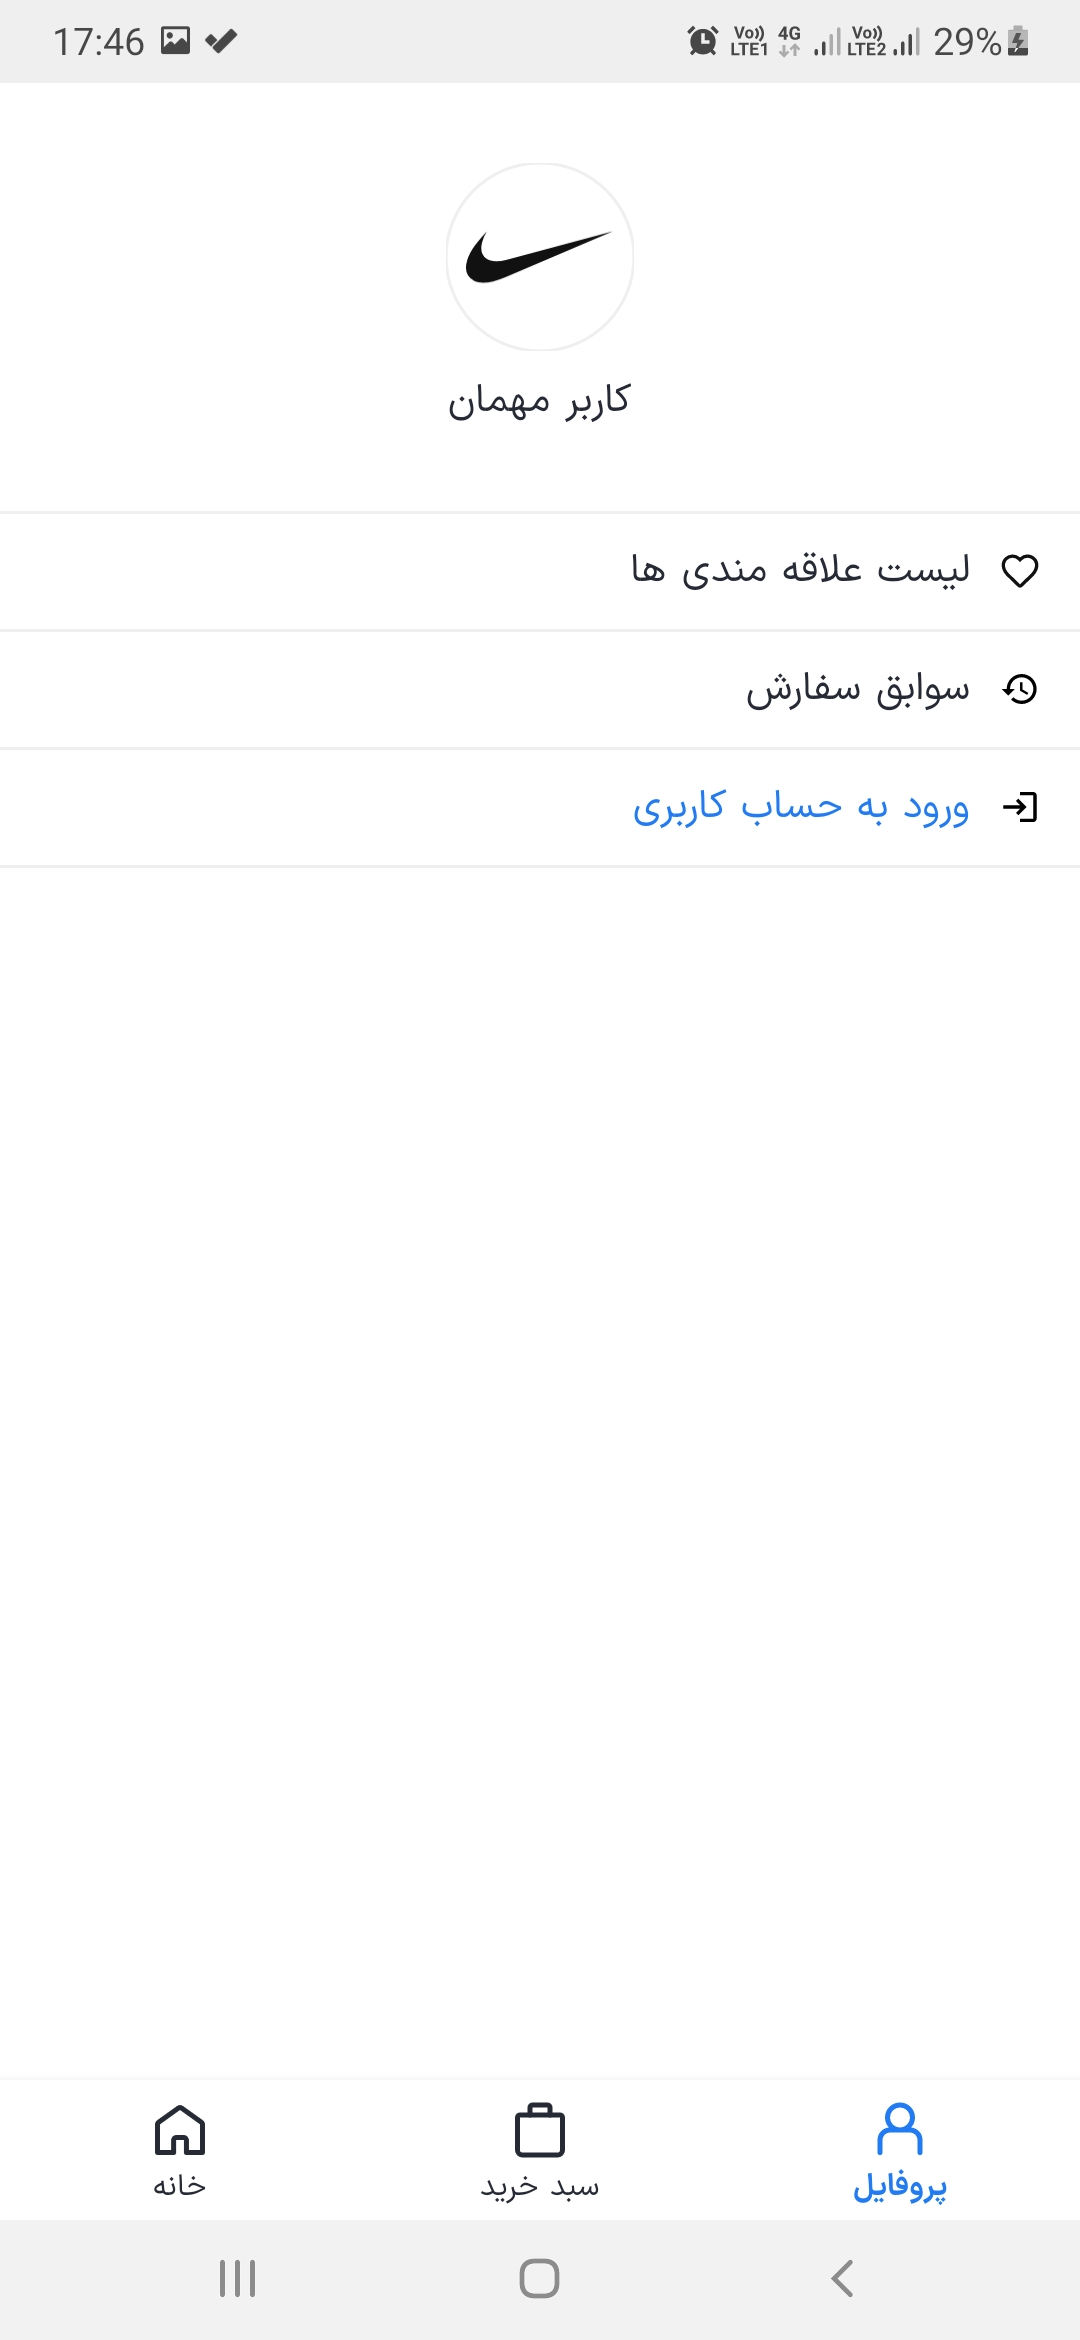 17:46 Vo)) LTE1 4G Vo)) LTE2 29%
کاربر مهمان
لیست علاقه مندی ها
سوابق سفارش
ورود به حساب کاربری
خانه سبد خرید پروفایل